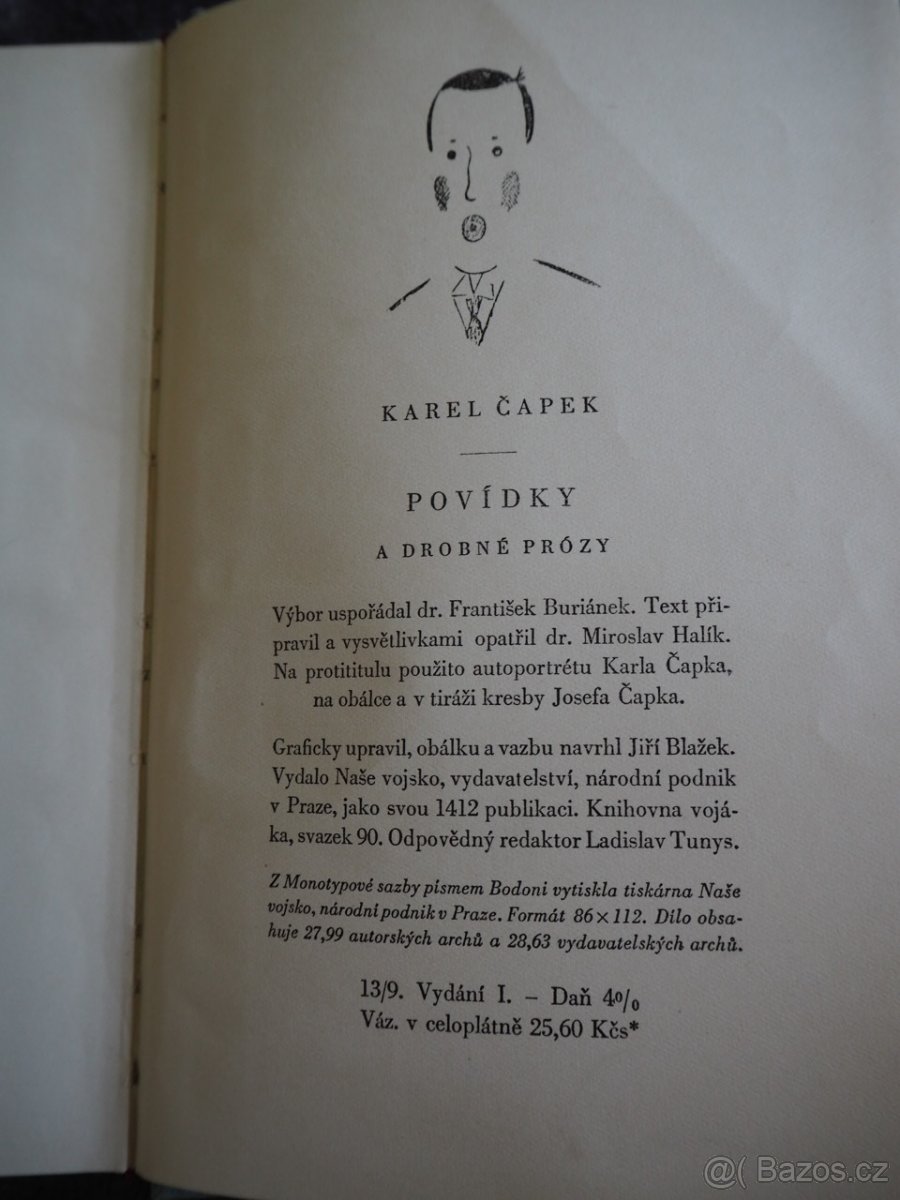 KAREL ČAPEK
POVÍDKY
A DROBNÉ PRÓZY
Výbor uspořádal dr. František Buriánek. Text při-
pravil a vysvětlivkami opatřil dr. Miroslav Halík.
Na protititulu použito autoportrétu Karla Čapka,
na obálce a v tiráži kresby Josefa Čapka.
Graficky upravil, obálku a vazbu navrhl Jiří Blažek.
Vydalo Naše vojsko, vydavatelství, národní podnik
v Praze, jako svou 1412 publikaci. Knihovna vojá-
ka, svazek 90. Odpovědný redaktor Ladislav Tunys.
Z Monotypové sazby písmem Bodoni vytiskla tiskárna Naše
vojsko, národní podnik v Praze. Formát 86×112. Dílo obsa-
huje 27,99 autorských archů a 28,63 vydavatelských archů.
13/9. Vydání I. – Daň 4%
Váz. v celoplátně 25,60 Kčs*
@( Bazos.cz